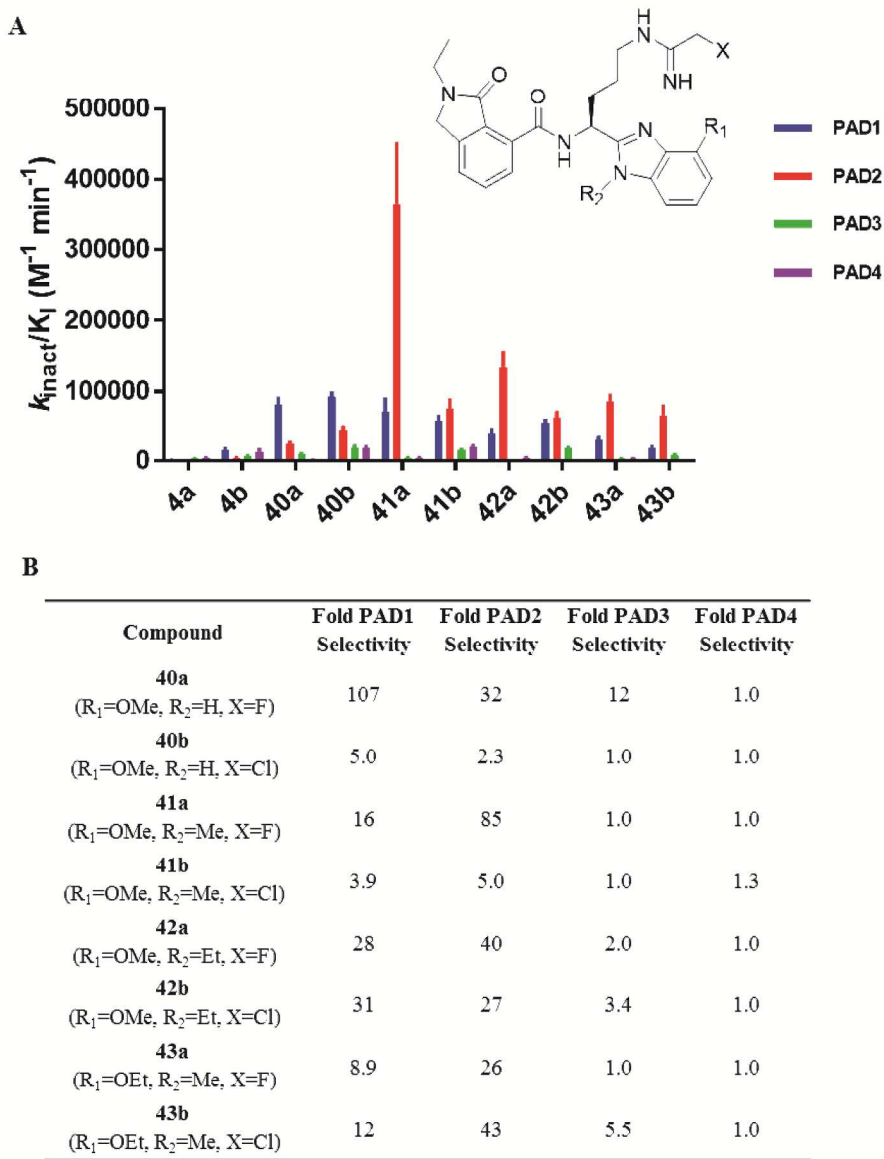 A
500000
400000
300000
200000
100000
0
k_inact/K_I (M⁻¹ min⁻¹)
4a 4b 40a 40b 41a 41b 42a 42b 43a 43b
H
N
X
NH
N
O
O
N
H
N
R₁
N
R₂
PAD1
PAD2
PAD3
PAD4
B
Compound Fold PAD1 Selectivity Fold PAD2 Selectivity Fold PAD3 Selectivity Fold PAD4 Selectivity
40a
(R₁=OMe, R₂=H, X=F) 107 32 12 1.0
40b
(R₁=OMe, R₂=H, X=Cl) 5.0 2.3 1.0 1.0
41a
(R₁=OMe, R₂=Me, X=F) 16 85 1.0 1.0
41b
(R₁=OMe, R₂=Me, X=Cl) 3.9 5.0 1.0 1.3
42a
(R₁=OMe, R₂=Et, X=F) 28 40 2.0 1.0
42b
(R₁=OMe, R₂=Et, X=Cl) 31 27 3.4 1.0
43a
(R₁=OEt, R₂=Me, X=F) 8.9 26 1.0 1.0
43b
(R₁=OEt, R₂=Me, X=Cl) 12 43 5.5 1.0